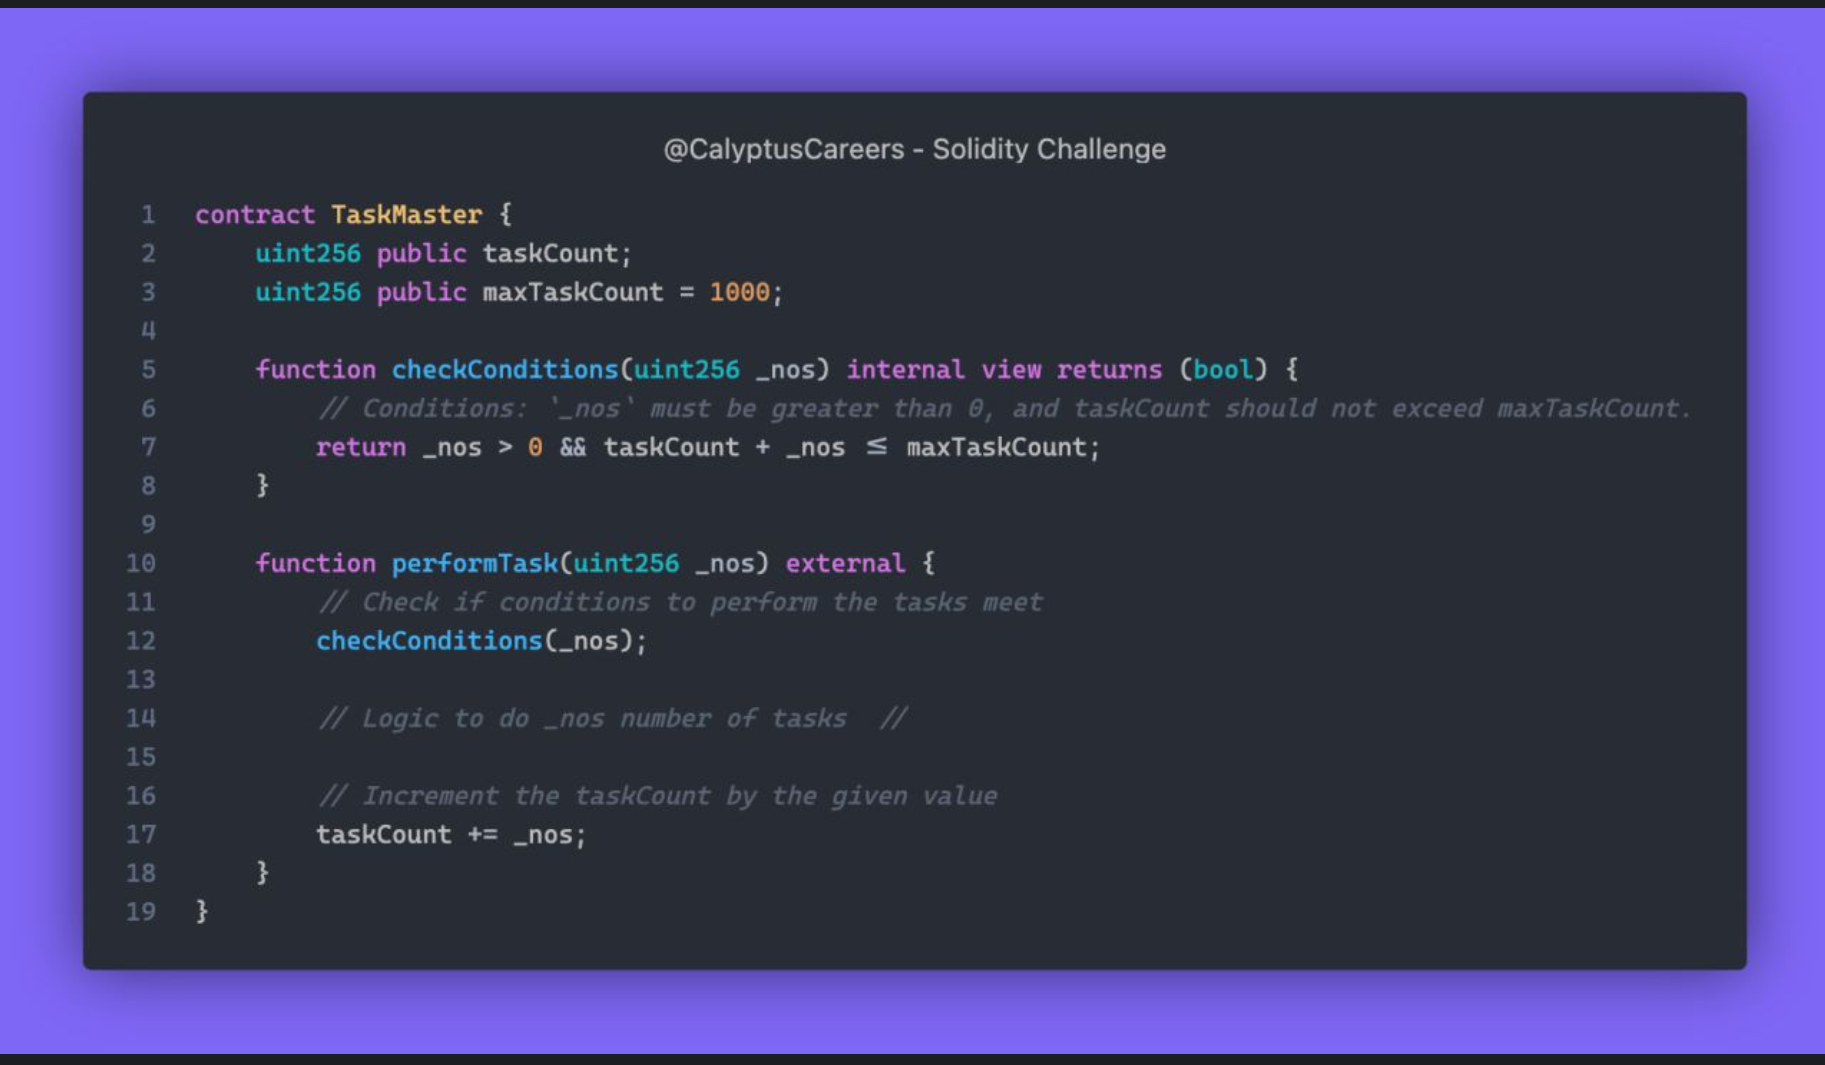 @CalyptusCareers - Solidity Challenge
1 contract TaskMaster {
2     uint256 public taskCount;
3     uint256 public maxTaskCount = 1000;
4
5     function checkConditions(uint256 _nos) internal view returns (bool) {
6         // Conditions: `_nos` must be greater than 0, and taskCount should not exceed maxTaskCount.
7         return _nos > 0 && taskCount + _nos ≤ maxTaskCount;
8     }
9
10     function performTask(uint256 _nos) external {
11         // Check if conditions to perform the tasks meet
12         checkConditions(_nos);
13
14         // Logic to do _nos number of tasks  //
15
16         // Increment the taskCount by the given value
17         taskCount += _nos;
18     }
19 }